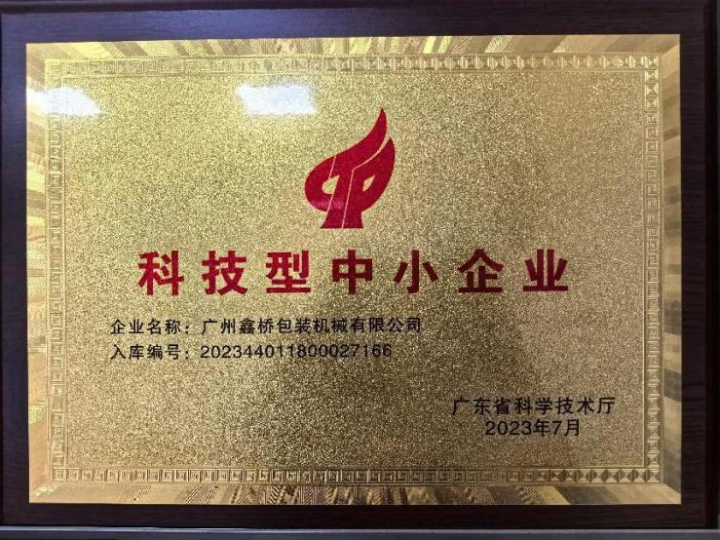 科技型中小企业
企业名称：广州鑫桥包装机械有限公司
入库编号：202344011800027166
广东省科学技术厅
2023年7月